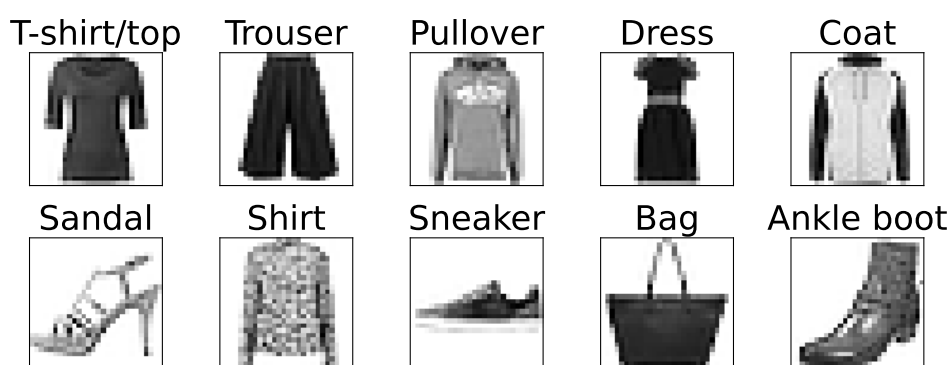 T-shirt/top Trouser Pullover Dress Coat
Sandal Shirt Sneaker Bag Ankle boot